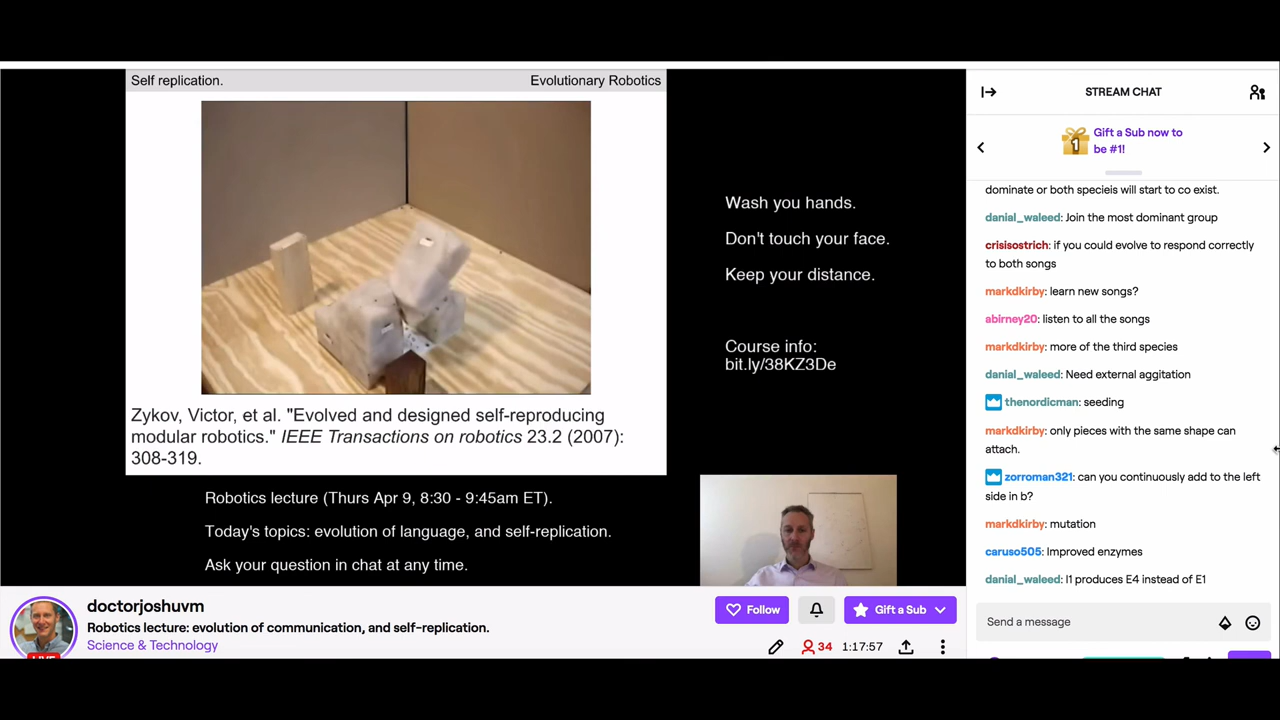 Self replication.
Evolutionary Robotics
Zykov, Victor, et al. "Evolved and designed self-reproducing
modular robotics." IEEE Transactions on robotics 23.2 (2007):
308-319.
Wash you hands.
Don't touch your face.
Keep your distance.
Course info:
bit.ly/38KZ3De
Robotics lecture (Thurs Apr 9, 8:30 - 9:45am ET).
Today's topics: evolution of language, and self-replication.
Ask your question in chat at any time.
doctorjoshuvm
Robotics lecture: evolution of communication, and self-replication.
Science & Technology
LIVE
Follow
Gift a Sub
34
1:17:57
STREAM CHAT
1
Gift a Sub now to
be #1!
dominate or both specieis will start to co exist.
danial_waleed: Join the most dominant group
crisisostrich: if you could evolve to respond correctly
to both songs
markdkirby: learn new songs?
abirney20: listen to all the songs
markdkirby: more of the third species
danial_waleed: Need external aggitation
thenordicman: seeding
markdkirby: only pieces with the same shape can
attach.
zorroman321: can you continuously add to the left
side in b?
markdkirby: mutation
caruso505: Improved enzymes
danial_waleed: I1 produces E4 instead of E1
Send a message